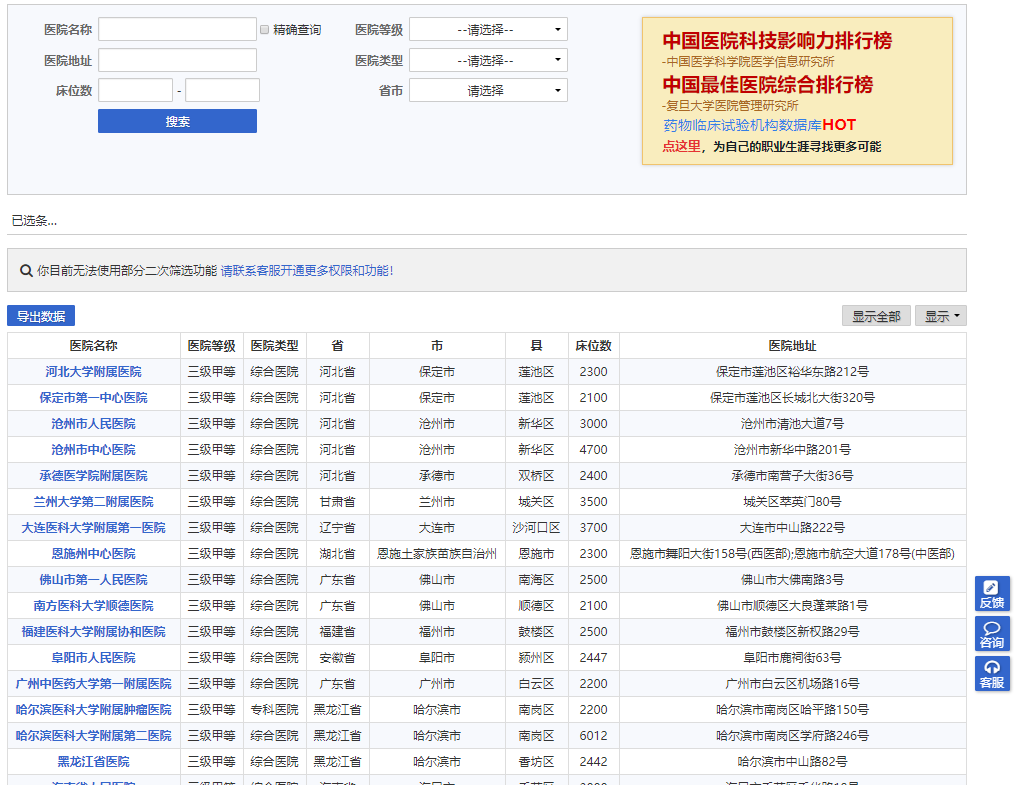 医院名称 精确查询 医院等级 --请选择--
医院地址 医院类型 --请选择--
床位数 - 省市 请选择
搜索
中国医院科技影响力排行榜
-中国医学科学院医学信息研究所
中国最佳医院综合排行榜
-复旦大学医院管理研究所
药物临床试验机构数据库HOT
点这里，为自己的职业生涯寻找更多可能
已选条...
你目前无法使用部分二次筛选功能 请联系客服开通更多权限和功能!
导出数据 显示全部 显示
医院名称 医院等级 医院类型 省 市 县 床位数 医院地址
河北大学附属医院 三级甲等 综合医院 河北省 保定市 莲池区 2300 保定市莲池区裕华东路212号
保定市第一中心医院 三级甲等 综合医院 河北省 保定市 莲池区 2100 保定市莲池区长城北大街320号
沧州市人民医院 三级甲等 综合医院 河北省 沧州市 新华区 3000 沧州市清池大道7号
沧州市中心医院 三级甲等 综合医院 河北省 沧州市 新华区 4700 沧州市新华中路201号
承德医学院附属医院 三级甲等 综合医院 河北省 承德市 双桥区 2400 承德市南营子大街36号
兰州大学第二附属医院 三级甲等 综合医院 甘肃省 兰州市 城关区 3500 城关区萃英门80号
大连医科大学附属第一医院 三级甲等 综合医院 辽宁省 大连市 沙河口区 3700 大连市中山路222号
恩施州中心医院 三级甲等 综合医院 湖北省 恩施土家族苗族自治州 恩施市 2300 恩施市舞阳大街158号(西医部);恩施市航空大道178号(中医部)
佛山市第一人民医院 三级甲等 综合医院 广东省 佛山市 南海区 2500 佛山市大佛南路3号
南方医科大学顺德医院 三级甲等 综合医院 广东省 佛山市 顺德区 2100 佛山市顺德区大良蓬莱路1号
福建医科大学附属协和医院 三级甲等 综合医院 福建省 福州市 鼓楼区 2500 福州市鼓楼区新权路29号
阜阳市人民医院 三级甲等 综合医院 安徽省 阜阳市 颍州区 2447 阜阳市鹿祠街63号
广州中医药大学第一附属医院 三级甲等 综合医院 广东省 广州市 白云区 2200 广州市白云区机场路16号
哈尔滨医科大学附属肿瘤医院 三级甲等 专科医院 黑龙江省 哈尔滨市 南岗区 2200 哈尔滨市南岗区哈平路150号
哈尔滨医科大学附属第二医院 三级甲等 综合医院 黑龙江省 哈尔滨市 南岗区 6012 哈尔滨市南岗区学府路246号
黑龙江省医院 三级甲等 综合医院 黑龙江省 哈尔滨市 香坊区 2442 哈尔滨市中山路82号
反馈
咨询
客服